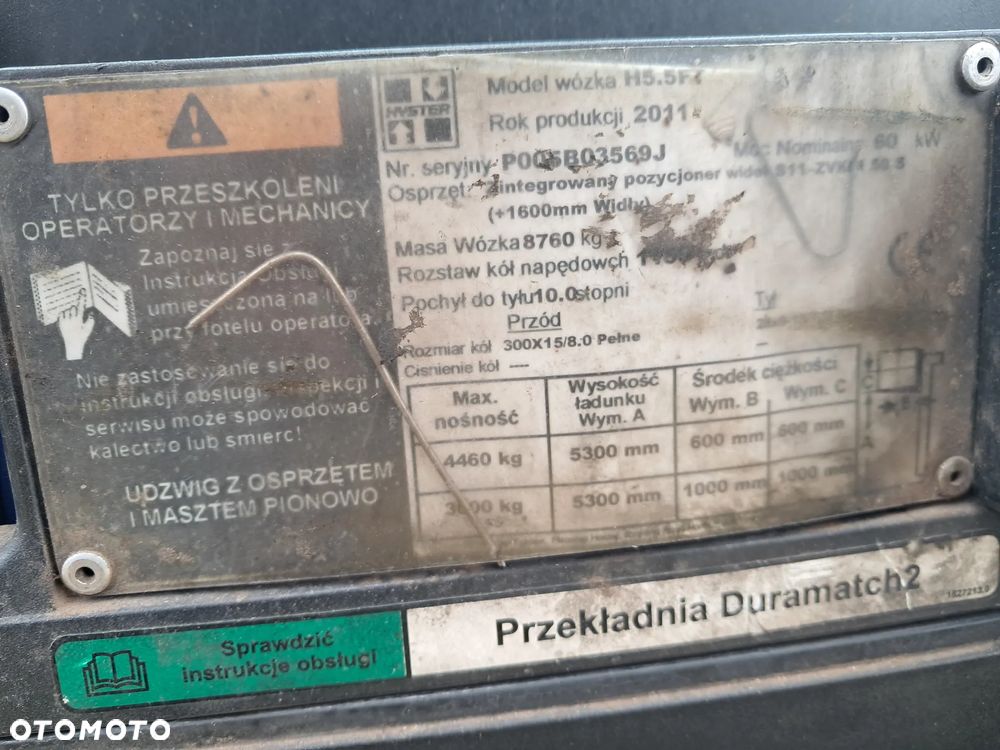 TYLKO PRZESZKOLENI
OPERATORZY I MECHANICY
Zapoznaj się z
Instrukcją obsługi
umieszczoną na lub
przy fotelu operatora.
Nie zastosowanie się do
instrukcji obsługi, inspekcji i
serwisu może spowodować
kalectwo lub smierc!
UDZWIG Z OSPRZĘTEM
I MASZTEM PIONOWO
HYSTER
Model wózka H5.5F
Rok produkcji 2011
Moc Nominalna 60 kW
Nr. seryjny P005B03569J
Osprzęt: Zintegrowany pozycjoner wideł
(+1600mm Widły)
Masa Wózka 8760 kg
Rozstaw kół napędowych
Pochył do tyłu 10.0 stopni
Przód
Tył
Rozmiar kół 300X15/8.0 Pełne
Cisnienie kół ----
Max.
nośność
Wysokość
ładunku
Wym. A
Środek ciężkości
Wym. B
Wym. C
4460 kg
5300 mm
600 mm
600 mm
kg
5300 mm
1000 mm
1000 mm
CE
Sprawdzić
instrukcje obsługi
Przekładnia Duramatch2
OTOMOTO